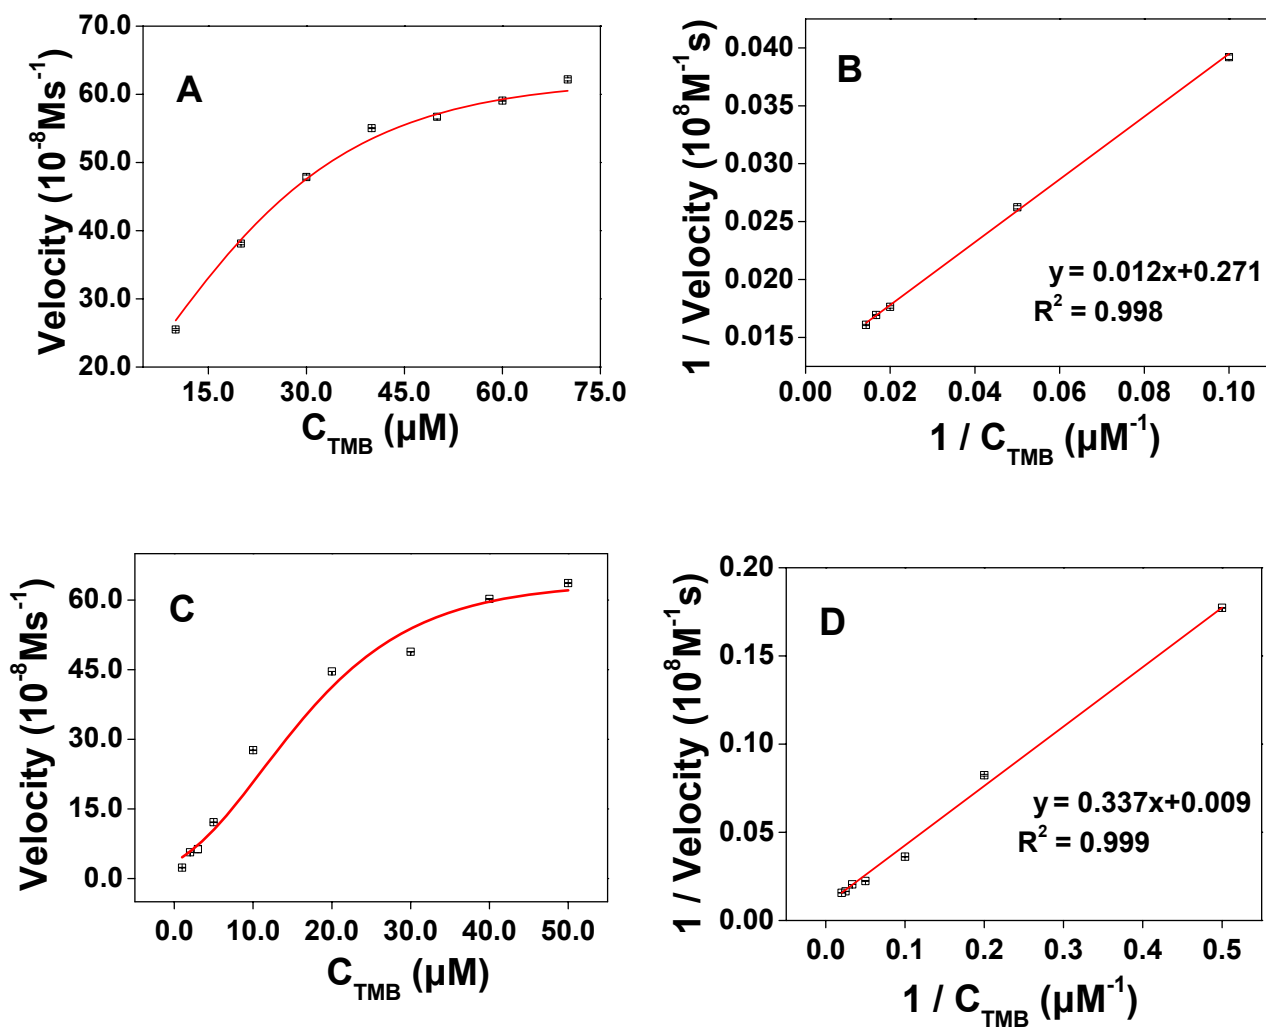 A
Velocity (10⁻⁸Ms⁻¹)
70.0
60.0
50.0
40.0
30.0
20.0
15.0 30.0 45.0 60.0 75.0
C_TMB (µM)
B
1 / Velocity (10⁸M⁻¹s)
0.040
0.035
0.030
0.025
0.020
0.015
y = 0.012x+0.271
R² = 0.998
0.00 0.02 0.04 0.06 0.08 0.10
1 / C_TMB (µM⁻¹)
C
Velocity (10⁻⁸Ms⁻¹)
60.0
45.0
30.0
15.0
0.0
0.0 10.0 20.0 30.0 40.0 50.0
C_TMB (µM)
D
1 / Velocity (10⁸M⁻¹s)
0.20
0.15
0.10
0.05
0.00
y = 0.337x+0.009
R² = 0.999
0.0 0.1 0.2 0.3 0.4 0.5
1 / C_TMB (µM⁻¹)